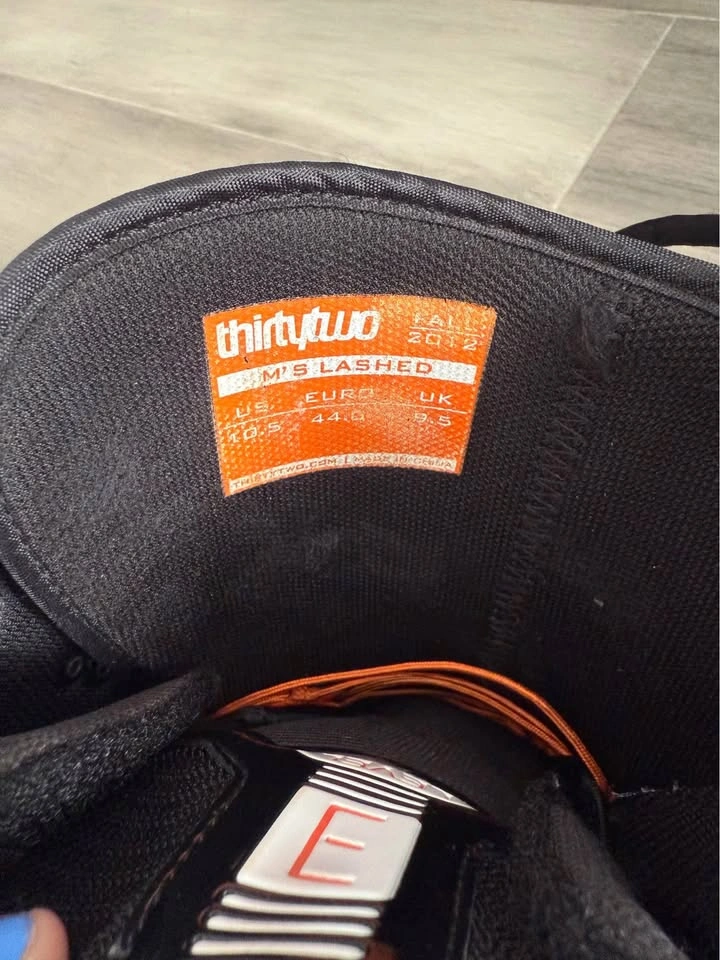 thirtytwo
FALL
2012
M'S LASHED
US EURO UK
10.5 44.0 9.5
THIRTYTWO.COM | MADE IN CHINA
E